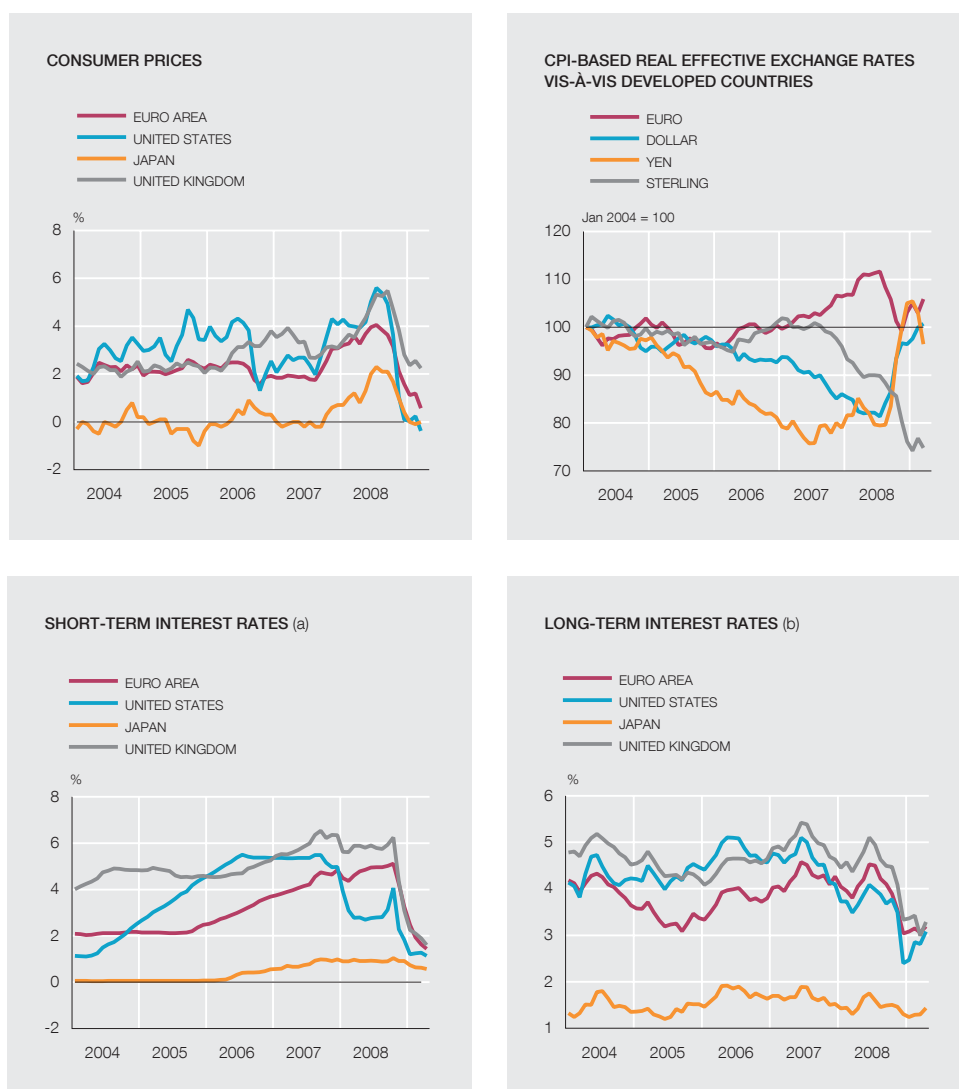 CONSUMER PRICES
EURO AREA
UNITED STATES
JAPAN
UNITED KINGDOM
%
8
6
4
2
0
-2
2004 2005 2006 2007 2008
CPI-BASED REAL EFFECTIVE EXCHANGE RATES
VIS-À-VIS DEVELOPED COUNTRIES
EURO
DOLLAR
YEN
STERLING
Jan 2004 = 100
120
110
100
90
80
70
2004 2005 2006 2007 2008
SHORT-TERM INTEREST RATES (a)
EURO AREA
UNITED STATES
JAPAN
UNITED KINGDOM
%
8
6
4
2
0
-2
2004 2005 2006 2007 2008
LONG-TERM INTEREST RATES (b)
EURO AREA
UNITED STATES
JAPAN
UNITED KINGDOM
%
6
5
4
3
2
1
2004 2005 2006 2007 2008